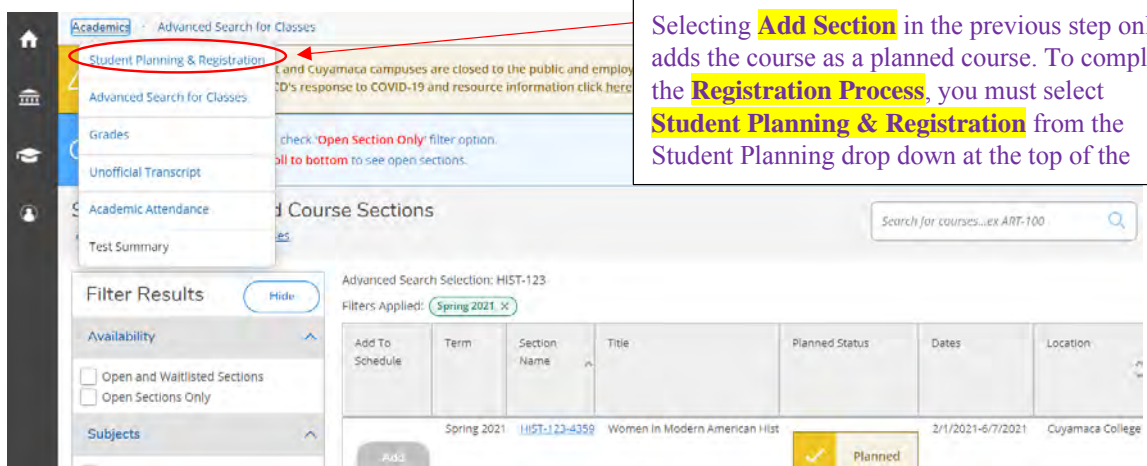 Academics · Advanced Search for Classes
Student Planning & Registration
Advanced Search for Classes
Grades
Unofficial Transcript
Academic Attendance
Test Summary
and Cuyamaca campuses are closed to the public and employ
CD's response to COVID-19 and resource information click here
check 'Open Section Only' filter option.
to bottom to see open sections.
Selecting Add Section in the previous step on
adds the course as a planned course. To compl
the Registration Process, you must select
Student Planning & Registration from the
Student Planning drop down at the top of the
Course Sections
Search for courses...ex ART-100
Filter Results
Hide
Availability
Open and Waitlisted Sections
Open Sections Only
Subjects
Advanced Search Selection: HIST-123
Filters Applied: Spring 2021 ×
Add To Schedule Term Section Name Title Planned Status Dates Location
Add Spring 2021 HIST-123-4359 Women in Modern American Hist Planned 2/1/2021-6/7/2021 Cuyamaca College